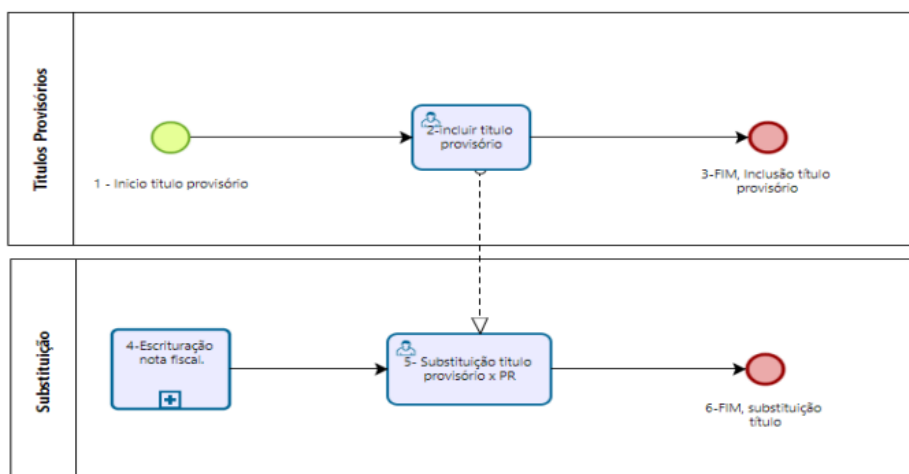 Titulos Provisórios
1 - Inicio titulo provisório
2-Incluir título
provisório
3-FIM, Inclusão título
provisório
Substituição
4-Escrituração
nota fiscal.
5- Substituição título
provisório x PR
6-FIM, substituição
título